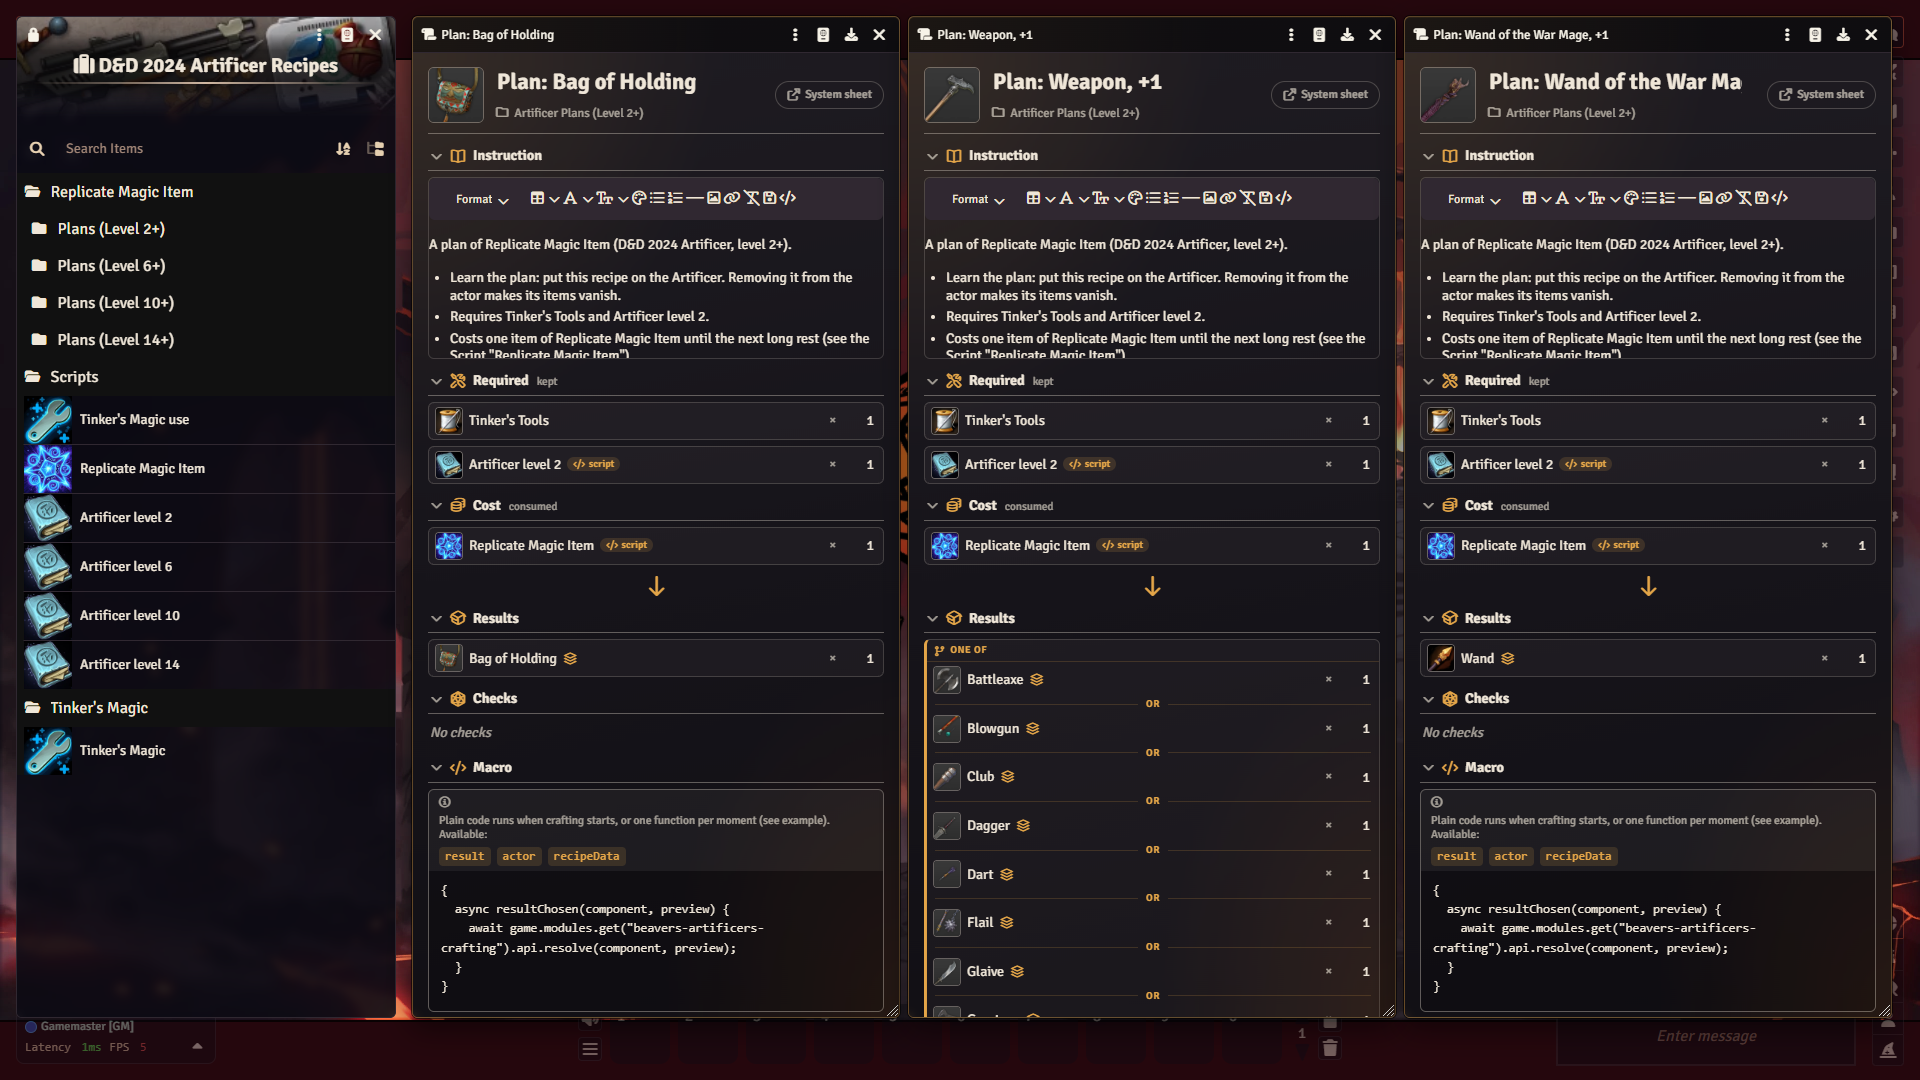 D&D 2024 Artificer Recipes
Search Items
Replicate Magic Item
Plans (Level 2+)
Plans (Level 6+)
Plans (Level 10+)
Plans (Level 14+)
Scripts
Tinker's Magic use
Replicate Magic Item
Artificer level 2
Artificer level 6
Artificer level 10
Artificer level 14
Tinker's Magic
Tinker's Magic
Plan: Bag of Holding
Plan: Bag of Holding
System sheet
Artificer Plans (Level 2+)
Instruction
Format
A plan of Replicate Magic Item (D&D 2024 Artificer, level 2+).
• Learn the plan: put this recipe on the Artificer. Removing it from the
actor makes its items vanish.
• Requires Tinker's Tools and Artificer level 2.
• Costs one item of Replicate Magic Item until the next long rest (see the
Script "Replicate Magic Item")
Required kept
Tinker's Tools × 1
Artificer level 2 </> script × 1
Cost consumed
Replicate Magic Item </> script × 1
Results
Bag of Holding × 1
Checks
No checks
</> Macro
Plain code runs when crafting starts, or one function per moment (see example).
Available:
result actor recipeData
{
async resultChosen(component, preview) {
await game.modules.get("beavers-artificers-
crafting").api.resolve(component, preview);
}
}
Plan: Weapon, +1
Plan: Weapon, +1
System sheet
Artificer Plans (Level 2+)
Instruction
Format
A plan of Replicate Magic Item (D&D 2024 Artificer, level 2+).
• Learn the plan: put this recipe on the Artificer. Removing it from the
actor makes its items vanish.
• Requires Tinker's Tools and Artificer level 2.
• Costs one item of Replicate Magic Item until the next long rest (see the
Script "Replicate Magic Item")
Required kept
Tinker's Tools × 1
Artificer level 2 </> script × 1
Cost consumed
Replicate Magic Item </> script × 1
Results
ONE OF
Battleaxe × 1
OR
Blowgun × 1
OR
Club × 1
OR
Dagger × 1
OR
Dart × 1
OR
Flail × 1
OR
Glaive × 1
OR
Plan: Wand of the War Mage, +1
Plan: Wand of the War Ma
System sheet
Artificer Plans (Level 2+)
Instruction
Format
A plan of Replicate Magic Item (D&D 2024 Artificer, level 2+).
• Learn the plan: put this recipe on the Artificer. Removing it from the
actor makes its items vanish.
• Requires Tinker's Tools and Artificer level 2.
• Costs one item of Replicate Magic Item until the next long rest (see the
Script "Replicate Magic Item")
Required kept
Tinker's Tools × 1
Artificer level 2 </> script × 1
Cost consumed
Replicate Magic Item </> script × 1
Results
Wand × 1
Checks
No checks
</> Macro
Plain code runs when crafting starts, or one function per moment (see example).
Available:
result actor recipeData
{
async resultChosen(component, preview) {
await game.modules.get("beavers-artificers-
crafting").api.resolve(component, preview);
}
}
Gamemaster [GM]
Latency 1ms FPS 5
1
Enter message